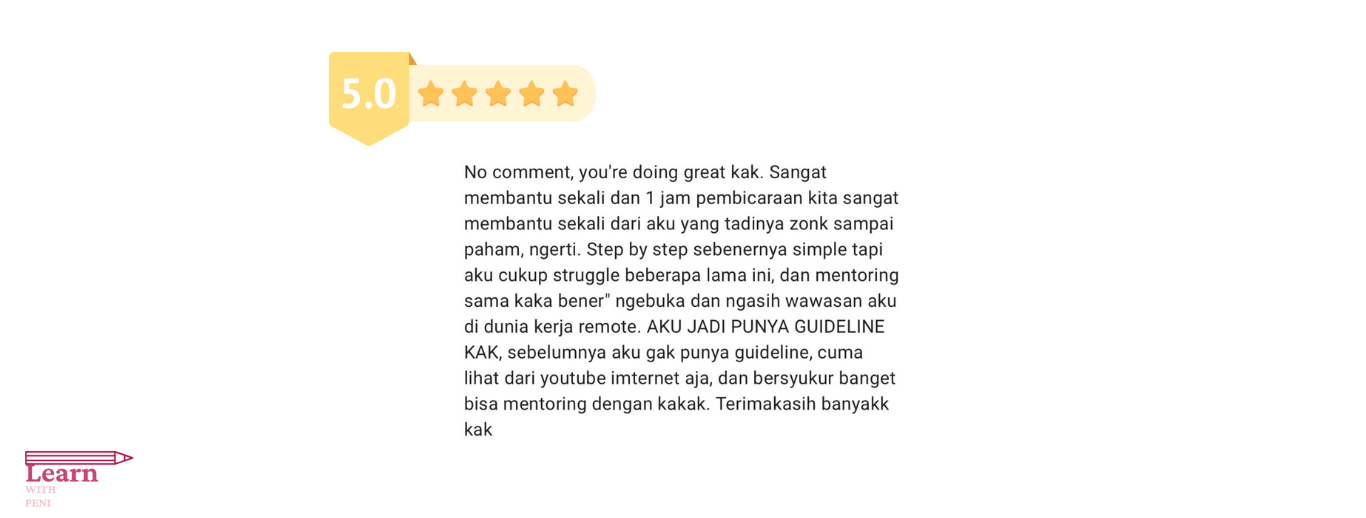 5.0
No comment, you're doing great kak. Sangat
membantu sekali dan 1 jam pembicaraan kita sangat
membantu sekali dari aku yang tadinya zonk sampai
paham, ngerti. Step by step sebenernya simple tapi
aku cukup struggle beberapa lama ini, dan mentoring
sama kaka bener" ngebuka dan ngasih wawasan aku
di dunia kerja remote. AKU JADI PUNYA GUIDELINE
KAK, sebelumnya aku gak punya guideline, cuma
lihat dari youtube imternet aja, dan bersyukur banget
bisa mentoring dengan kakak. Terimakasih banyakk
kak
Learn
WITH
PENI